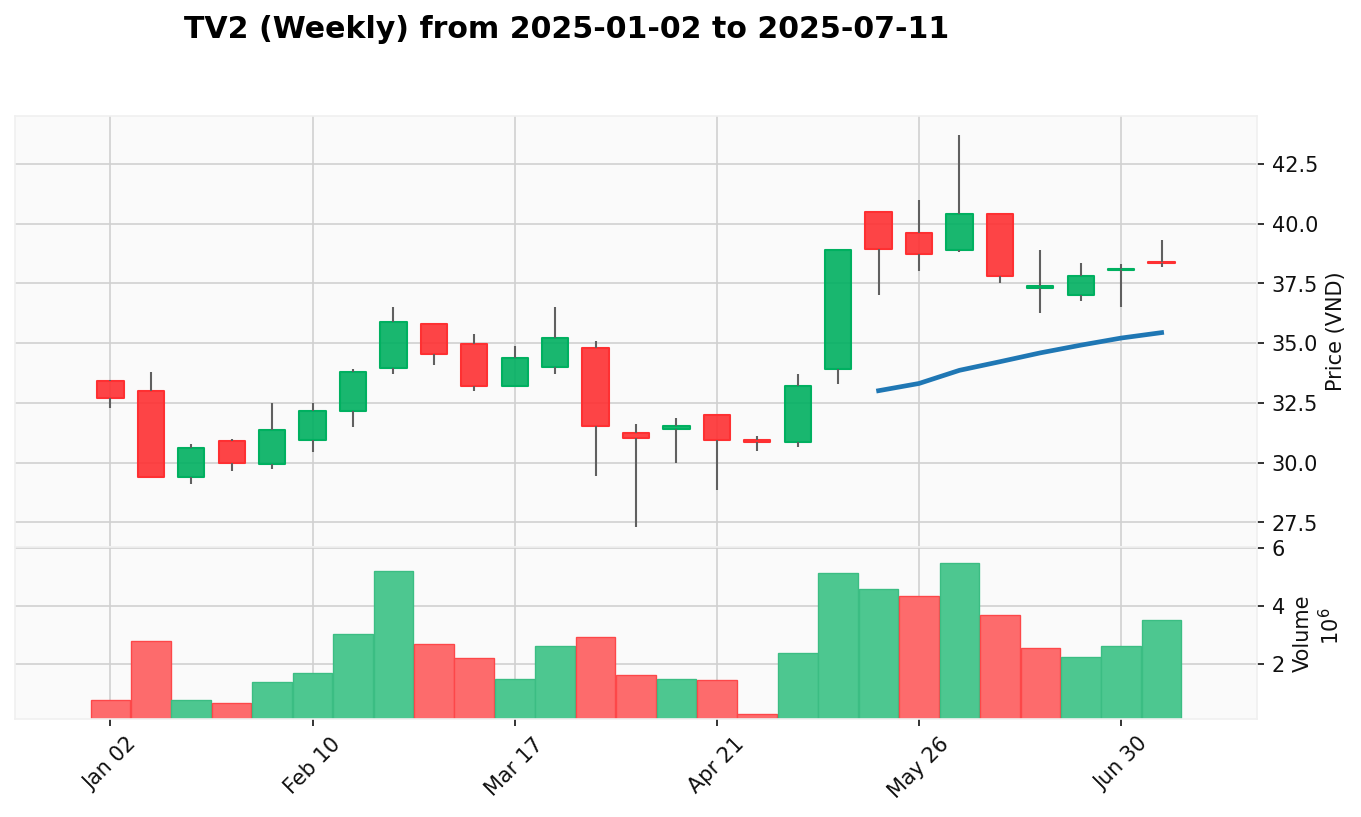 TV2 (Weekly) from 2025-01-02 to 2025-07-11
42.5
40.0
37.5
35.0
32.5
30.0
27.5
Price (VND)
6
4
2
Volume
10⁶
Jan 02
Feb 10
Mar 17
Apr 21
May 26
Jun 30